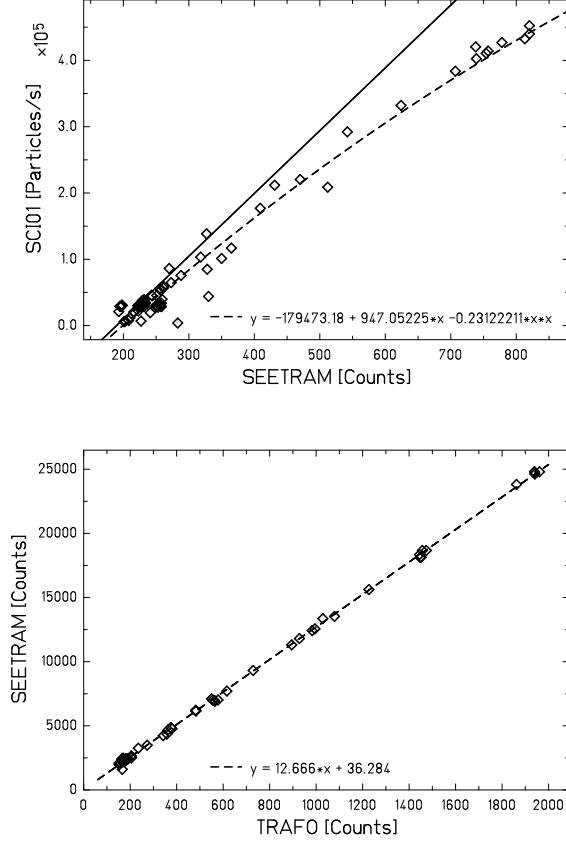 ×10⁵
SCI01 [Particles/s]
4.0
3.0
2.0
1.0
0.0
y = −179473.18 + 947.05225*x −0.23122211*x*x
200 300 400 500 600 700 800
SEETRAM [Counts]
SEETRAM [Counts]
25000
20000
15000
10000
5000
0
y = 12.666*x + 36.284
0 200 400 600 800 1000 1200 1400 1600 1800 2000
TRAFO [Counts]